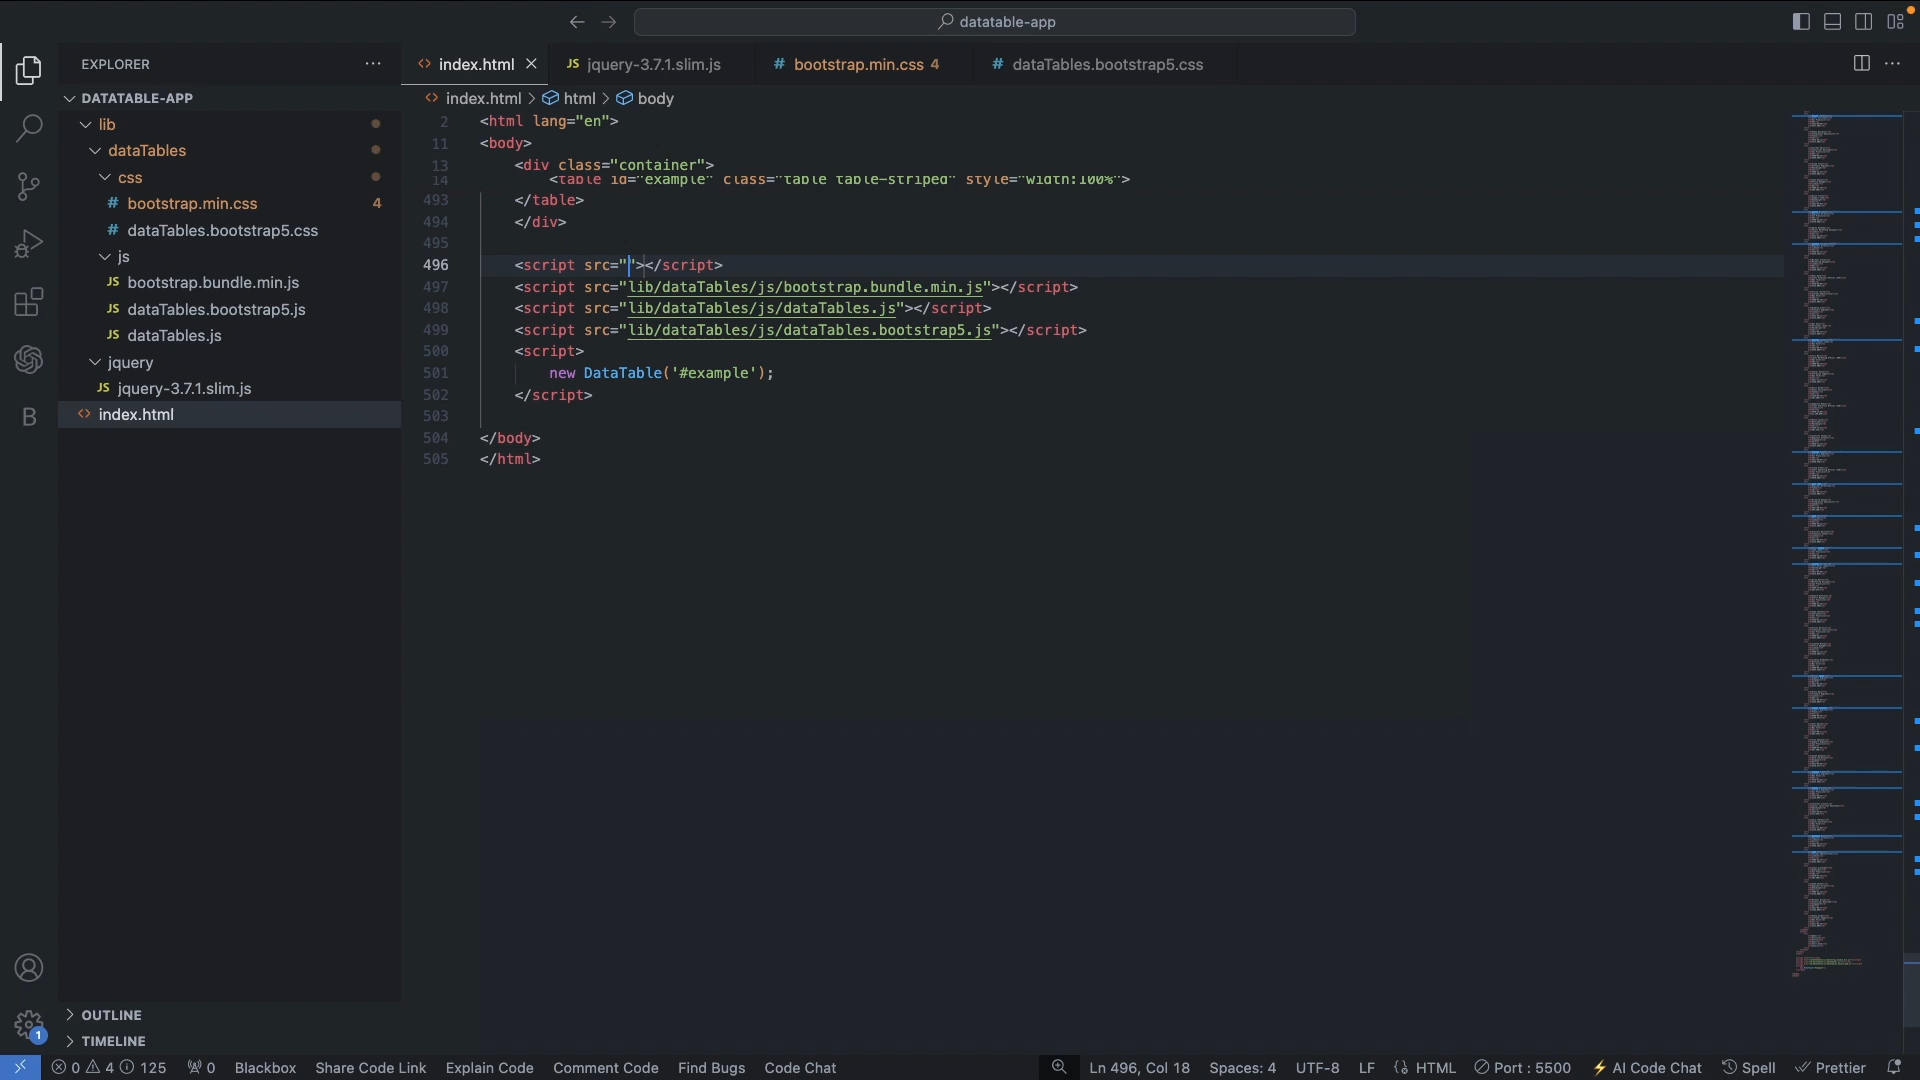 datatable-app
EXPLORER
index.html
JS jquery-3.7.1.slim.js
# bootstrap.min.css 4
# dataTables.bootstrap5.css
DATATABLE-APP
lib
dataTables
css
# bootstrap.min.css 4
# dataTables.bootstrap5.css
js
JS bootstrap.bundle.min.js
JS dataTables.bootstrap5.js
JS dataTables.js
jquery
JS jquery-3.7.1.slim.js
<> index.html
B
OUTLINE
TIMELINE
<> index.html > html > body
2 <html lang="en">
11 <body>
13 <div class="container">
14 <table id="example" class="table table-striped" style="width:100%">
493 </table>
494 </div>
495
496 <script src=""></script>
497 <script src="lib/dataTables/js/bootstrap.bundle.min.js"></script>
498 <script src="lib/dataTables/js/dataTables.js"></script>
499 <script src="lib/dataTables/js/dataTables.bootstrap5.js"></script>
500 <script>
501 new DataTable('#example');
502 </script>
503
504 </body>
505 </html>
1
0 4 125 0 Blackbox Share Code Link Explain Code Comment Code Find Bugs Code Chat Ln 496, Col 18 Spaces: 4 UTF-8 LF {} HTML Port : 5500 AI Code Chat Spell Prettier